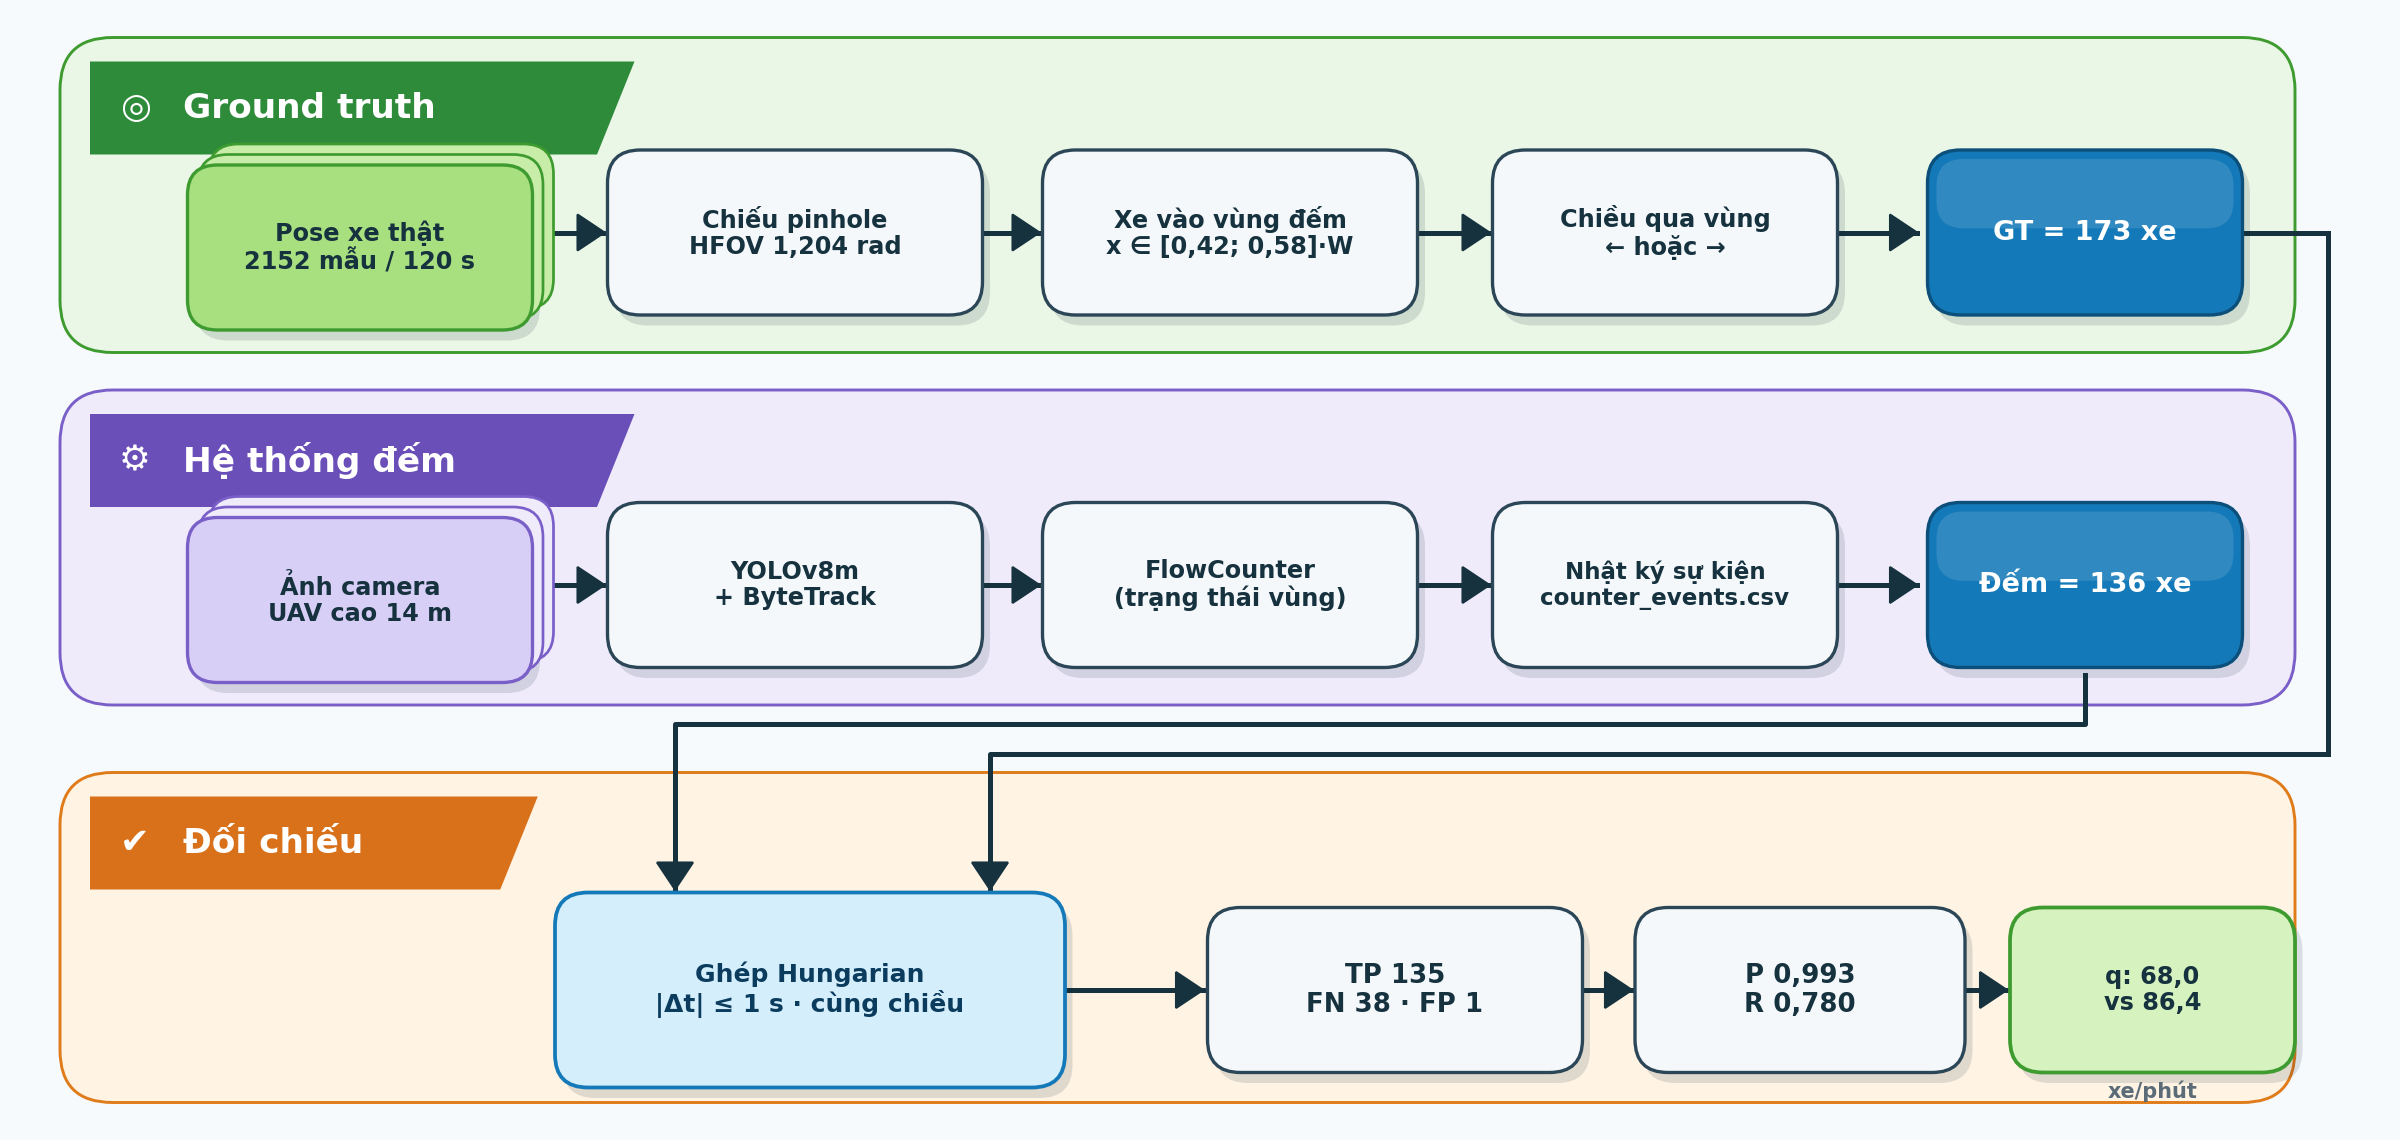 ◎ Ground truth
Pose xe thật
2152 mẫu / 120 s
Chiếu pinhole
HFOV 1,204 rad
Xe vào vùng đếm
x ∈ [0,42; 0,58]·W
Chiều qua vùng
← hoặc →
GT = 173 xe
⚙ Hệ thống đếm
Ảnh camera
UAV cao 14 m
YOLOv8m
+ ByteTrack
FlowCounter
(trạng thái vùng)
Nhật ký sự kiện
counter_events.csv
Đếm = 136 xe
✔ Đối chiếu
Ghép Hungarian
|Δt| ≤ 1 s · cùng chiều
TP 135
FN 38 · FP 1
P 0,993
R 0,780
q: 68,0
vs 86,4
xe/phút